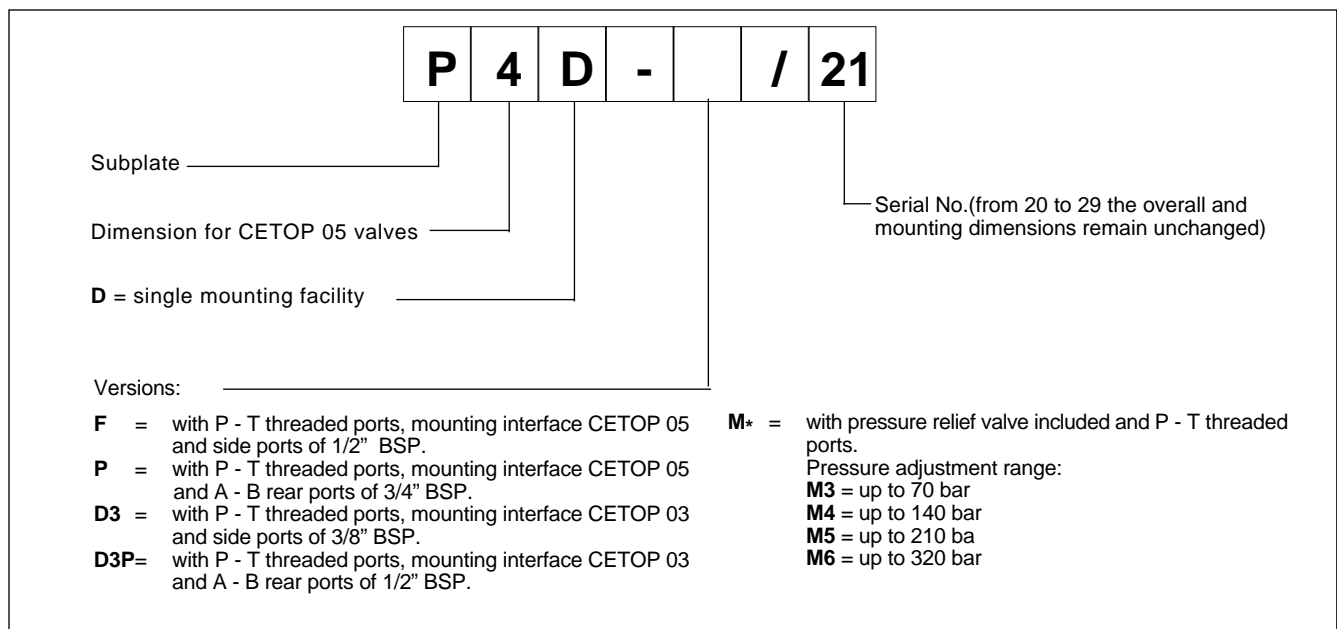 P 4 D - / 21
Subplate
Serial No.(from 20 to 29 the overall and
mounting dimensions remain unchanged)
Dimension for CETOP 05 valves
D = single mounting facility
Versions:
F = with P - T threaded ports, mounting interface CETOP 05
and side ports of 1/2” BSP.
P = with P - T threaded ports, mounting interface CETOP 05
and A - B rear ports of 3/4” BSP.
D3 = with P - T threaded ports, mounting interface CETOP 03
and side ports of 3/8” BSP.
D3P= with P - T threaded ports, mounting interface CETOP 03
and A - B rear ports of 1/2” BSP.
M* = with pressure relief valve included and P - T threaded
ports.
Pressure adjustment range:
M3 = up to 70 bar
M4 = up to 140 bar
M5 = up to 210 ba
M6 = up to 320 bar